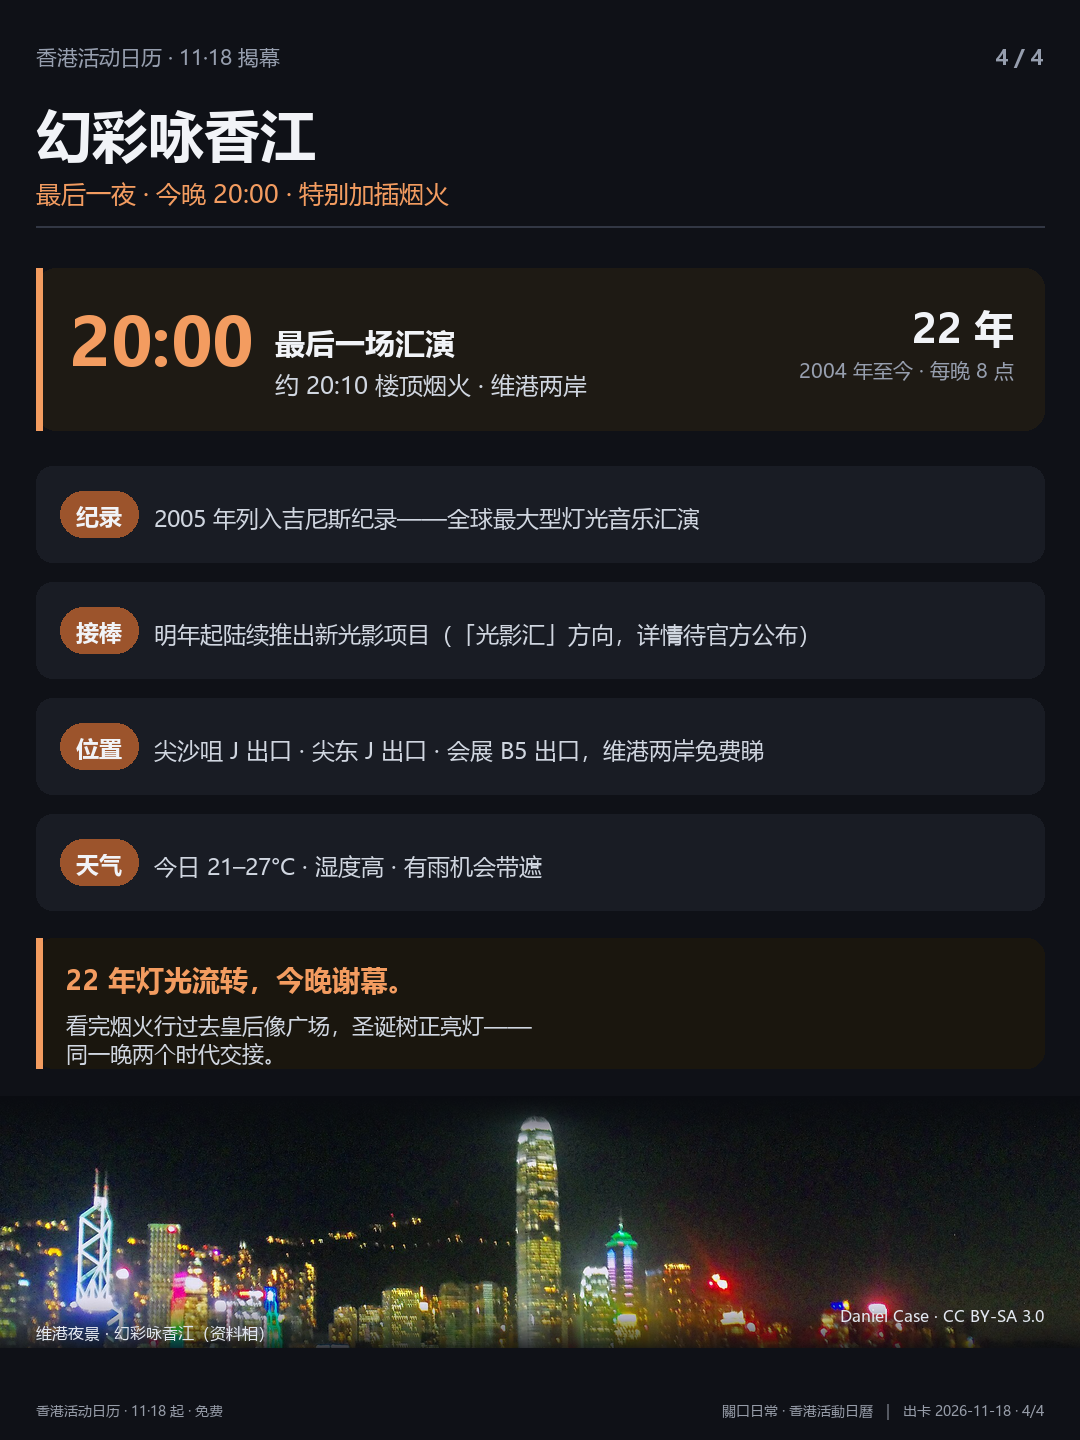 香港活动日历 · 11·18 揭幕
4 / 4
幻彩咏香江
最后一夜 · 今晚 20:00 · 特别加插烟火
20:00
最后一场汇演
约 20:10 楼顶烟火 · 维港两岸
22 年
2004 年至今 · 每晚 8 点
纪录
2005 年列入吉尼斯纪录——全球最大型灯光音乐汇演
接棒
明年起陆续推出新光影项目（「光影汇」方向，详情待官方公布）
位置
尖沙咀 J 出口 · 尖东 J 出口 · 会展 B5 出口，维港两岸免费睇
天气
今日 21–27°C · 湿度高 · 有雨机会带遮
22 年灯光流转，今晚谢幕。
看完烟火行过去皇后像广场，圣诞树正亮灯——
同一晚两个时代交接。
Daniel Case · CC BY-SA 3.0
维港夜景 · 幻彩咏香江（资料相）
香港活动日历 · 11·18 起 · 免费
關口日常 · 香港活動日曆 ｜ 出卡 2026-11-18 · 4/4